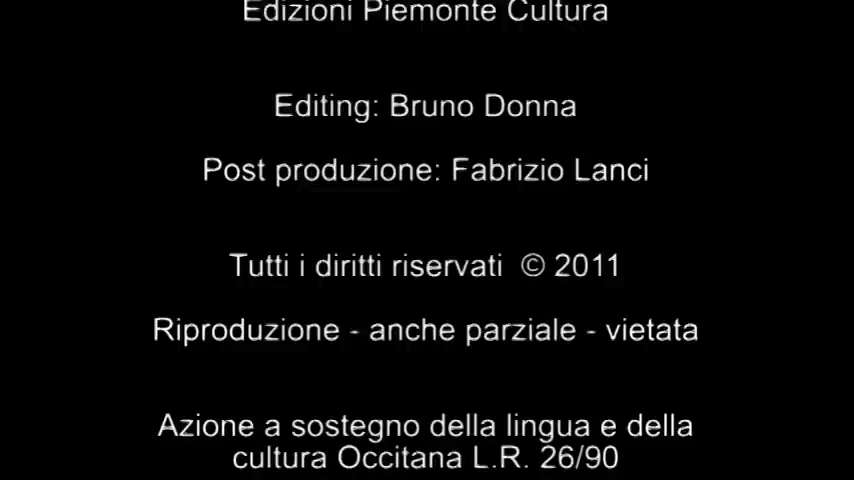 Edizioni Piemonte Cultura
Editing: Bruno Donna
Post produzione: Fabrizio Lanci
Tutti i diritti riservati © 2011
Riproduzione - anche parziale - vietata
Azione a sostegno della lingua e della
cultura Occitana L.R. 26/90